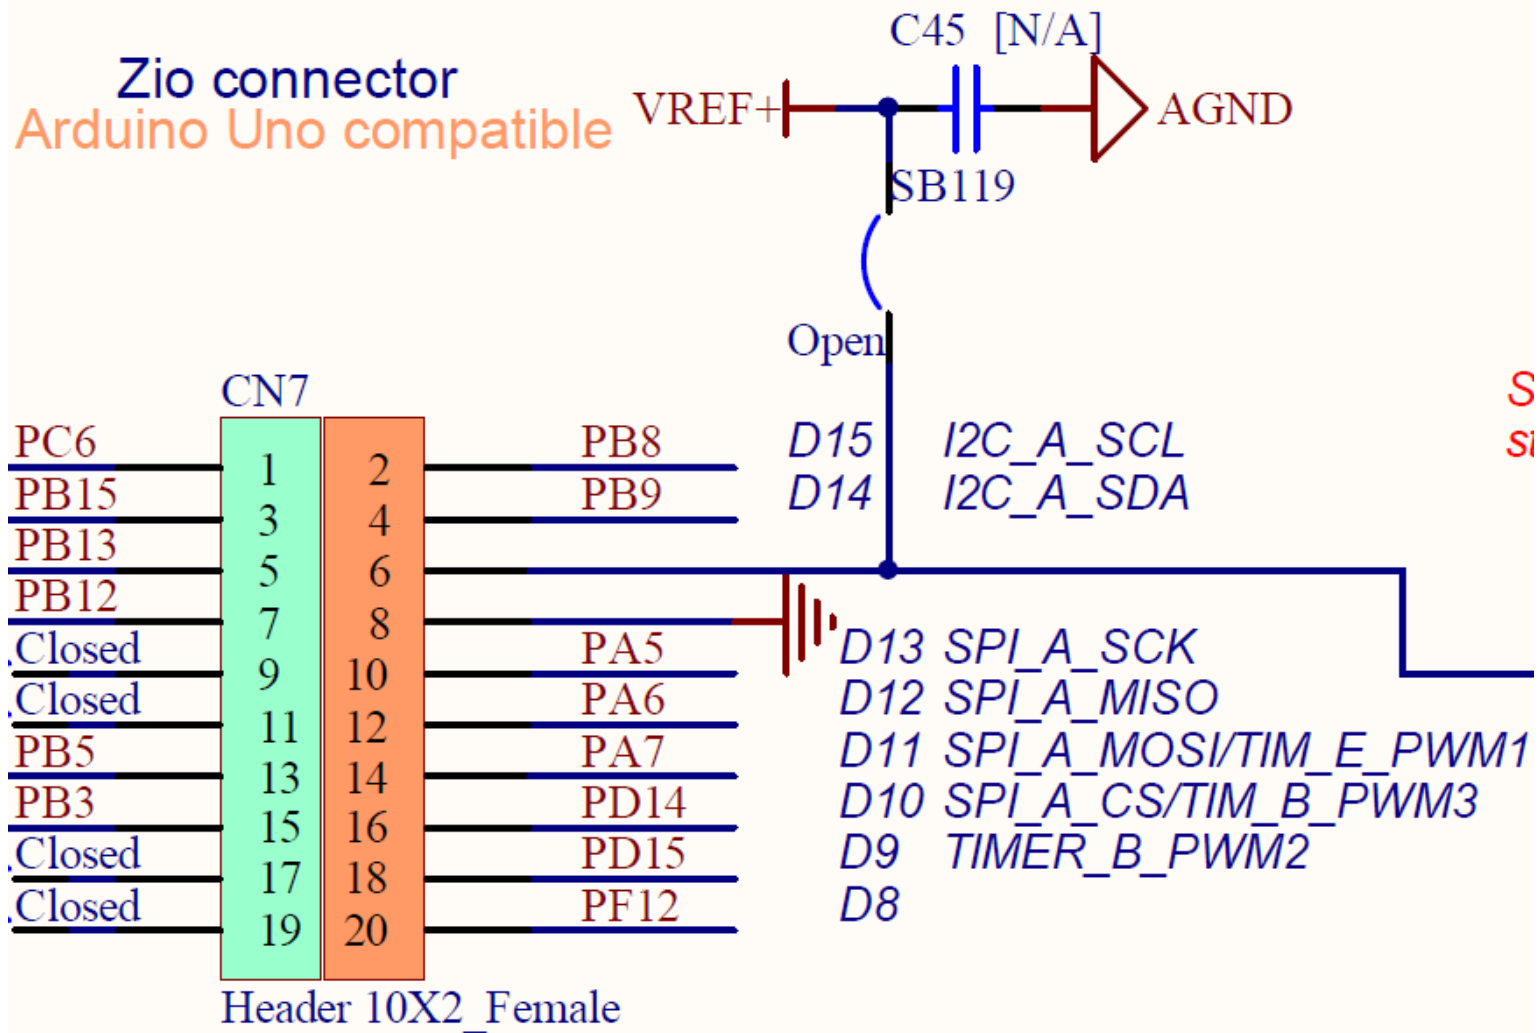 C45 [N/A]
Zio connector
Arduino Uno compatible
VREF+
AGND
SB119
Open
CN7
PC6 1 2 PB8 D15 I2C_A_SCL
PB15 3 4 PB9 D14 I2C_A_SDA
PB13 5 6
PB12 7 8
Closed 9 10 PA5 D13 SPI_A_SCK
Closed 11 12 PA6 D12 SPI_A_MISO
PB5 13 14 PA7 D11 SPI_A_MOSI/TIM_E_PWM1
PB3 15 16 PD14 D10 SPI_A_CS/TIM_B_PWM3
Closed 17 18 PD15 D9 TIMER_B_PWM2
Closed 19 20 PF12 D8
Header 10X2_Female